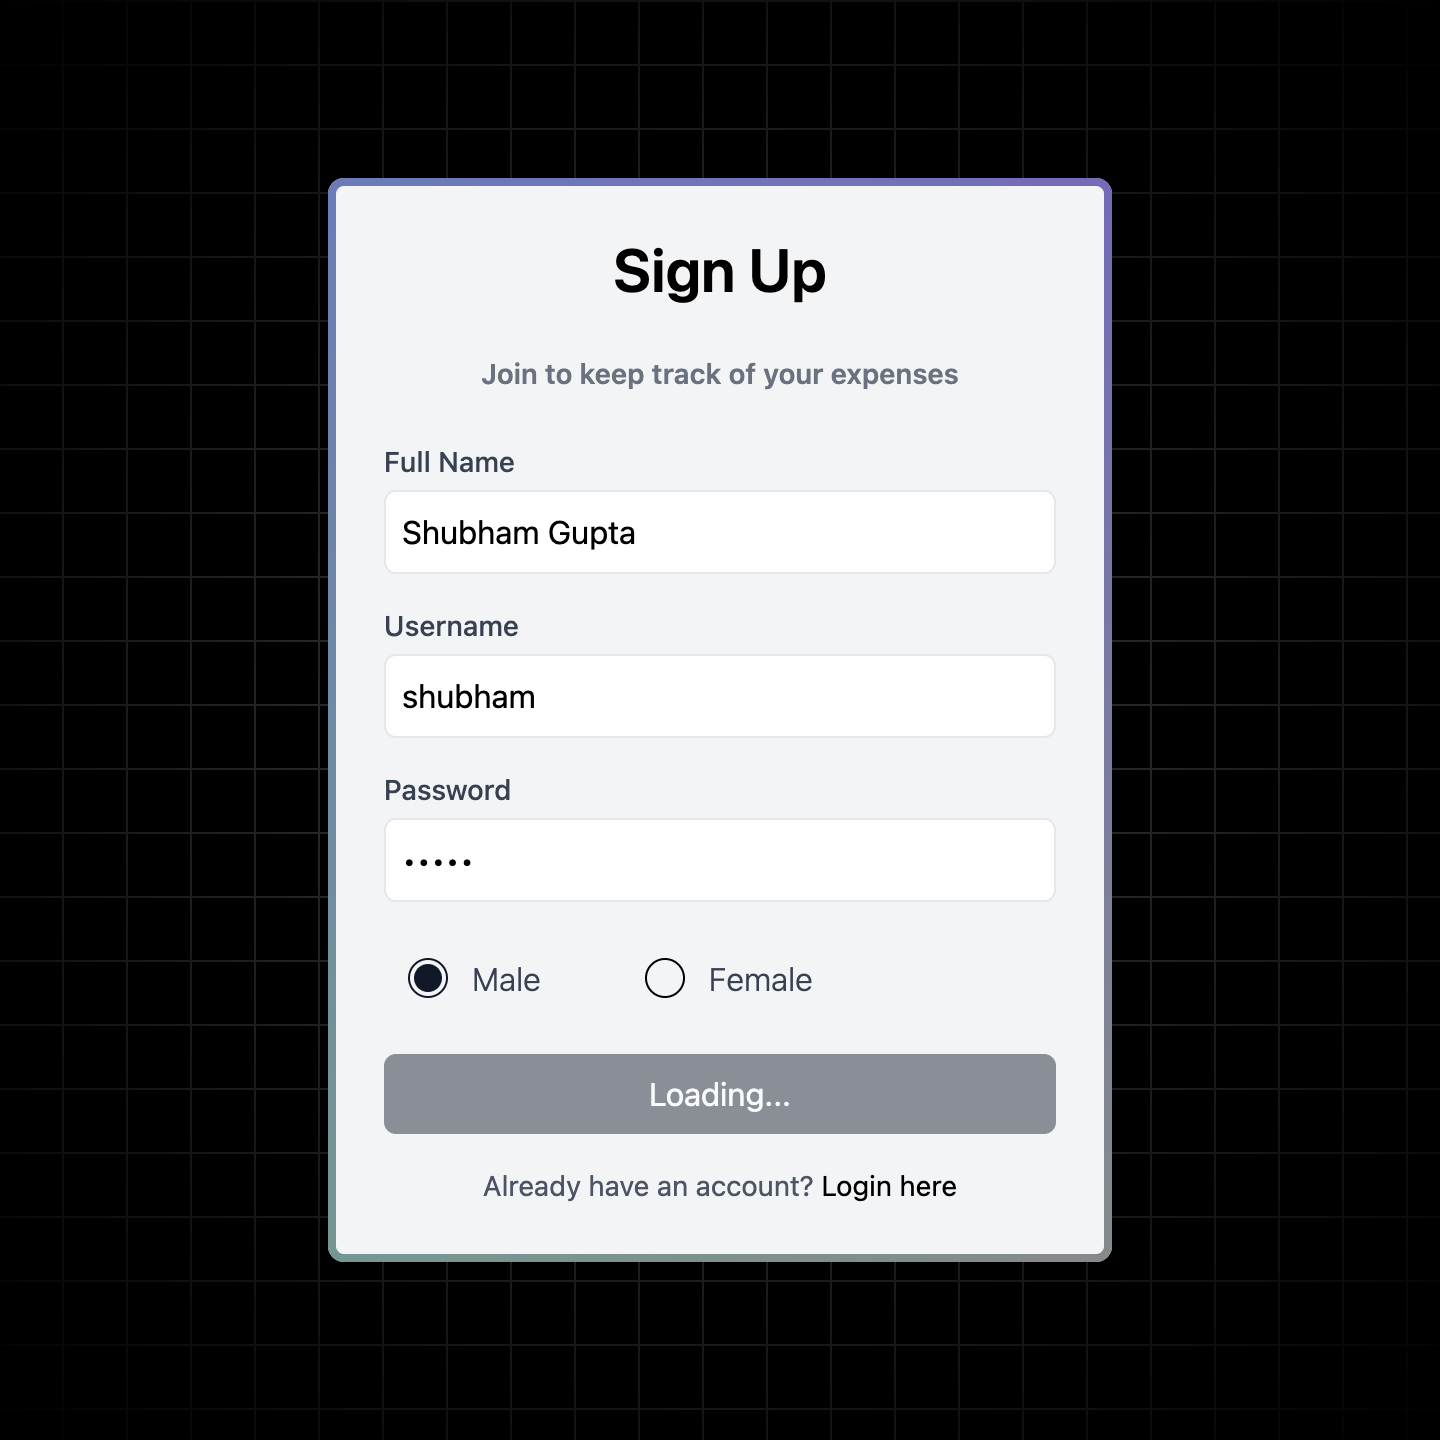 Sign Up
Join to keep track of your expenses
Full Name
Shubham Gupta
Username
shubham
Password
•••••
Male Female
Loading...
Already have an account? Login here